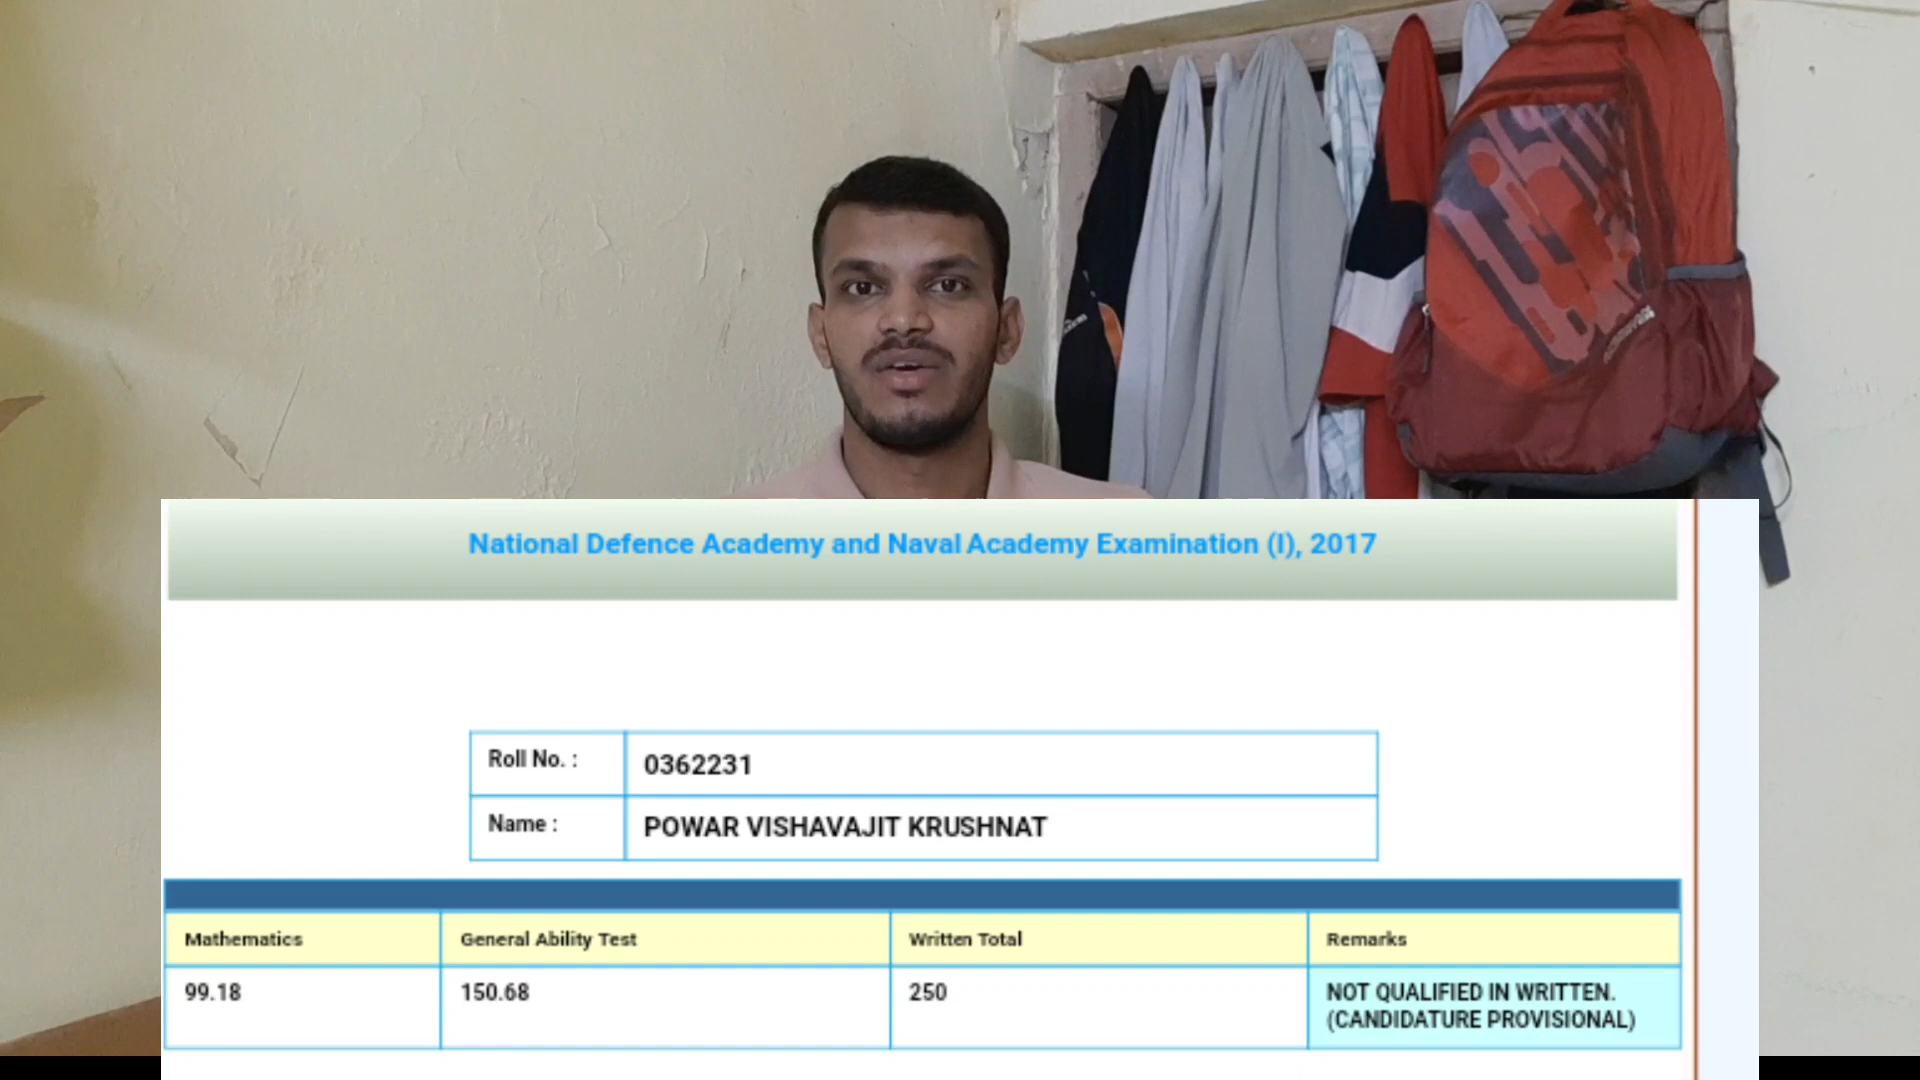 National Defence Academy and Naval Academy Examination (I), 2017
Roll No. : 0362231
Name : POWAR VISHAVAJIT KRUSHNAT
Mathematics General Ability Test Written Total Remarks
99.18 150.68 250 NOT QUALIFIED IN WRITTEN.
(CANDIDATURE PROVISIONAL)